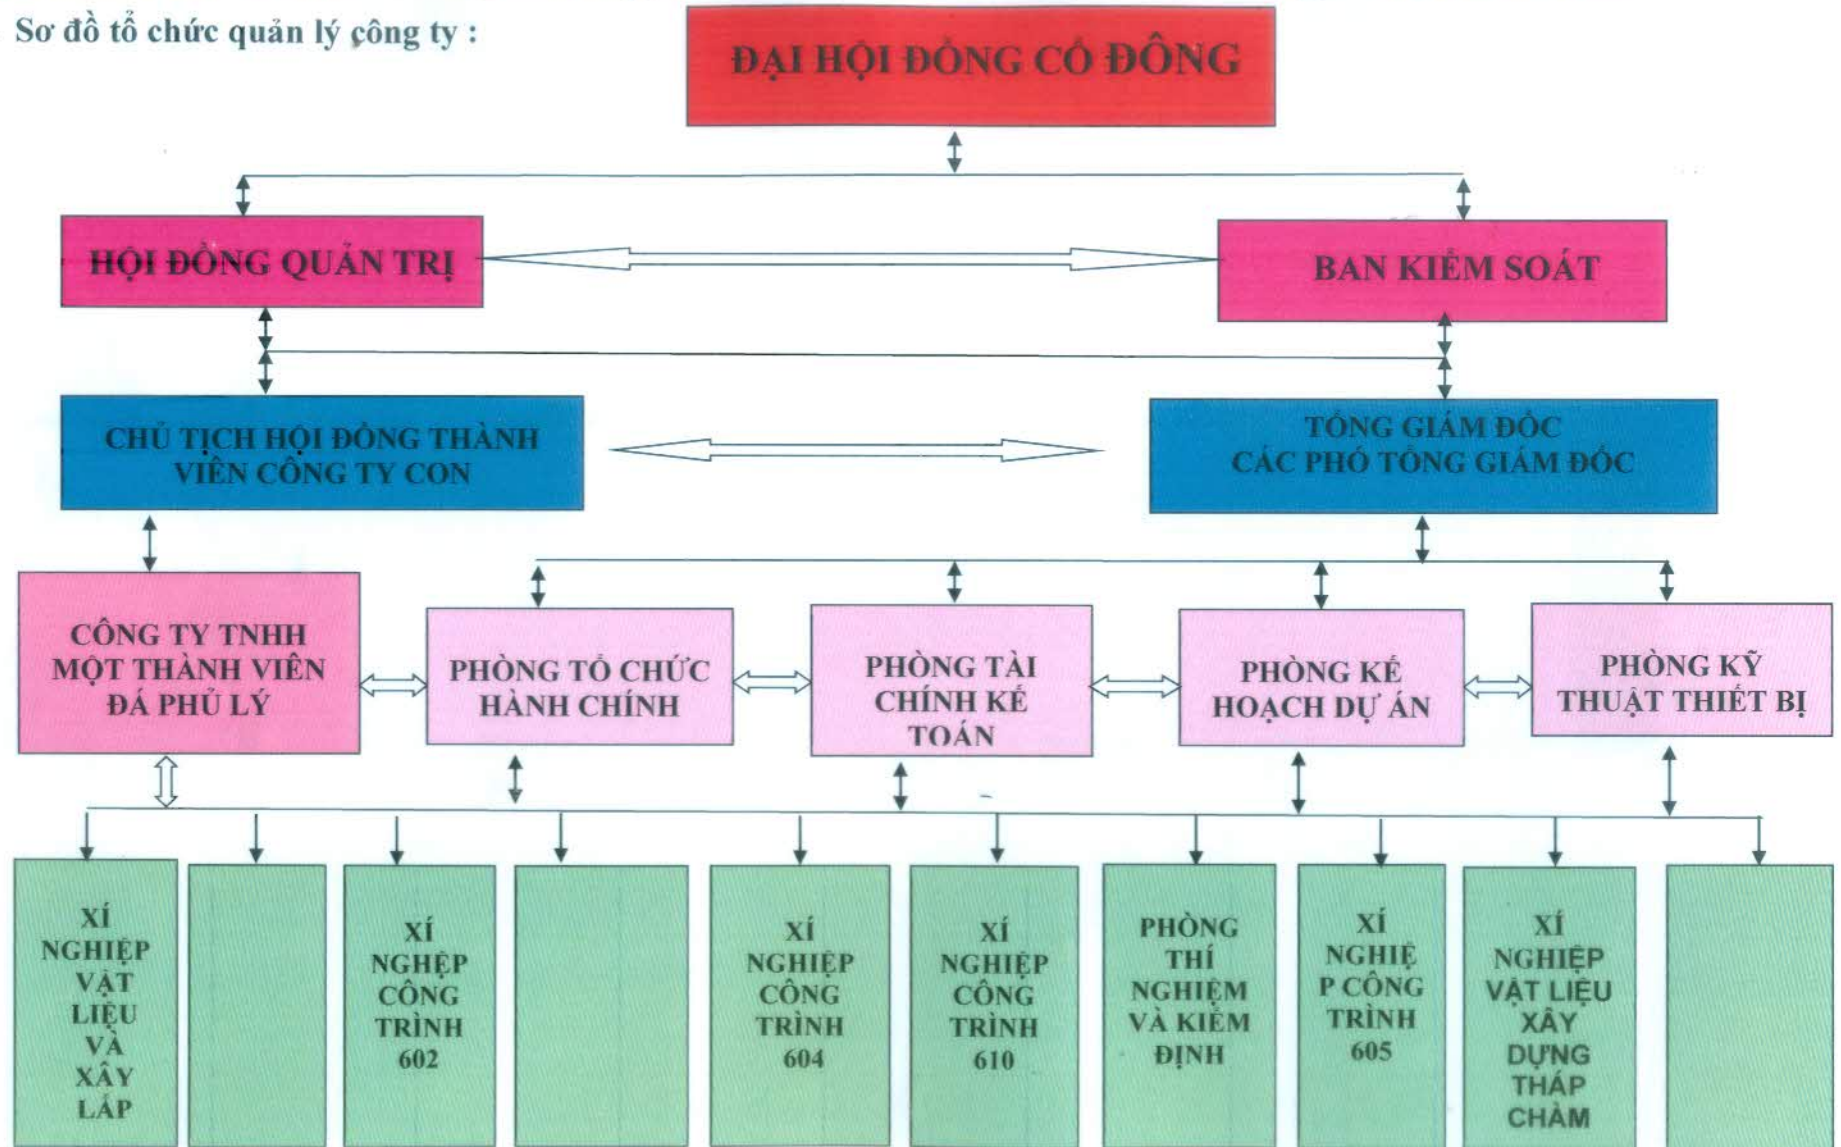 Sơ đồ tổ chức quản lý công ty :
ĐẠI HỘI ĐỒNG CỔ ĐÔNG
HỘI ĐỒNG QUẢN TRỊ
BAN KIỂM SOÁT
CHỦ TỊCH HỘI ĐỒNG THÀNH
VIÊN CÔNG TY CON
TỔNG GIÁM ĐỐC
CÁC PHÓ TỔNG GIÁM ĐỐC
CÔNG TY TNHH
MỘT THÀNH VIÊN
ĐÁ PHỦ LÝ
PHÒNG TỔ CHỨC
HÀNH CHÍNH
PHÒNG TÀI
CHÍNH KẾ
TOÁN
PHÒNG KẾ
HOẠCH DỰ ÁN
PHÒNG KỸ
THUẬT THIẾT BỊ
XÍ
NGHIỆP
VẬT
LIỆU
VÀ
XÂY
LẮP
XÍ
NGHỆP
CÔNG
TRÌNH
602
XÍ
NGHIỆP
CÔNG
TRÌNH
604
XÍ
NGHIỆP
CÔNG
TRÌNH
610
PHÒNG
THÍ
NGHIỆM
VÀ KIỂM
ĐỊNH
XÍ
NGHIỆ
P CÔNG
TRÌNH
605
XÍ
NGHIỆP
VẬT LIỆU
XÂY
DỰNG
THÁP
CHÀM